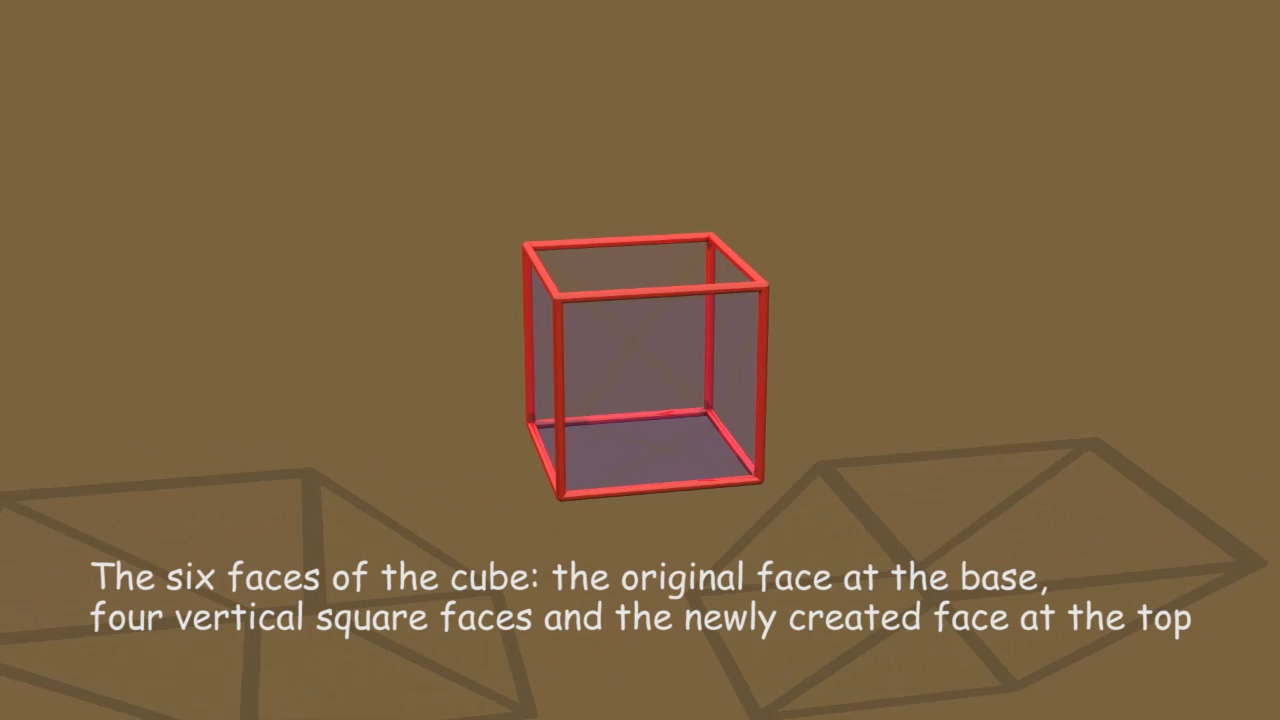 The six faces of the cube: the original face at the base,
four vertical square faces and the newly created face at the top